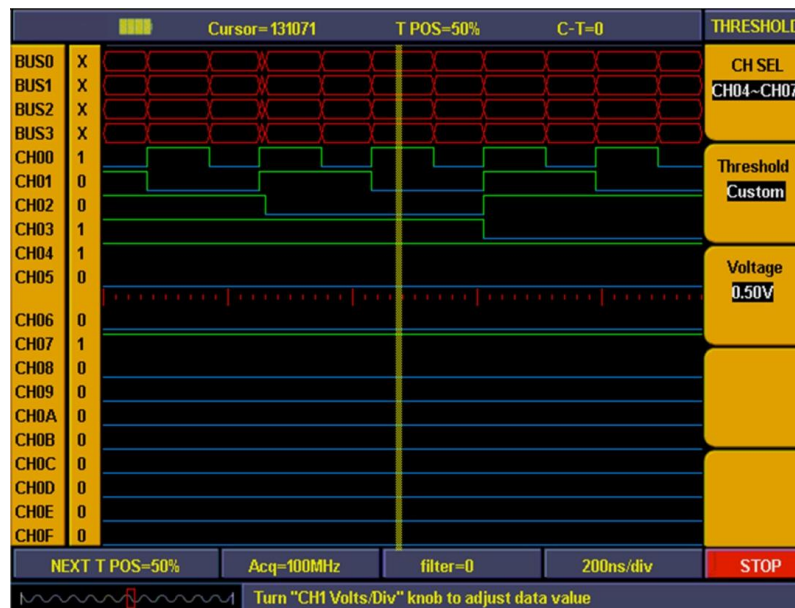 Cursor=131071 T POS=50% C-T=0 THRESHOLD
BUS0 X
BUS1 X
BUS2 X
BUS3 X
CH00 1
CH01 0
CH02 0
CH03 1
CH04 1
CH05 0
CH06 0
CH07 1
CH08 0
CH09 0
CH0A 0
CH0B 0
CH0C 0
CH0D 0
CH0E 0
CH0F 0
CH SEL
CH04~CH07
Threshold
Custom
Voltage
0.50V
NEXT T POS=50% Acq=100MHz filter=0 200ns/div STOP
Turn "CH1 Volts/Div" knob to adjust data value